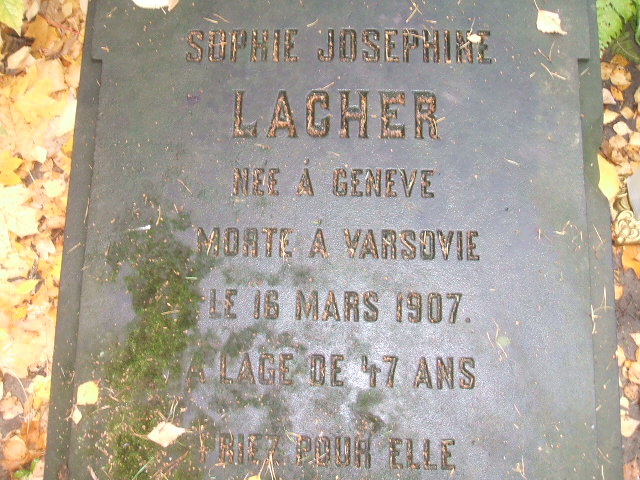 SOPHIE JOSEPHINE
LACHER
NÉE Á GENEVE
MORTE Á VARSOVIE
LE 16 MARS 1907.
A LAGE DE 47 ANS
PRIEZ POUR ELLE